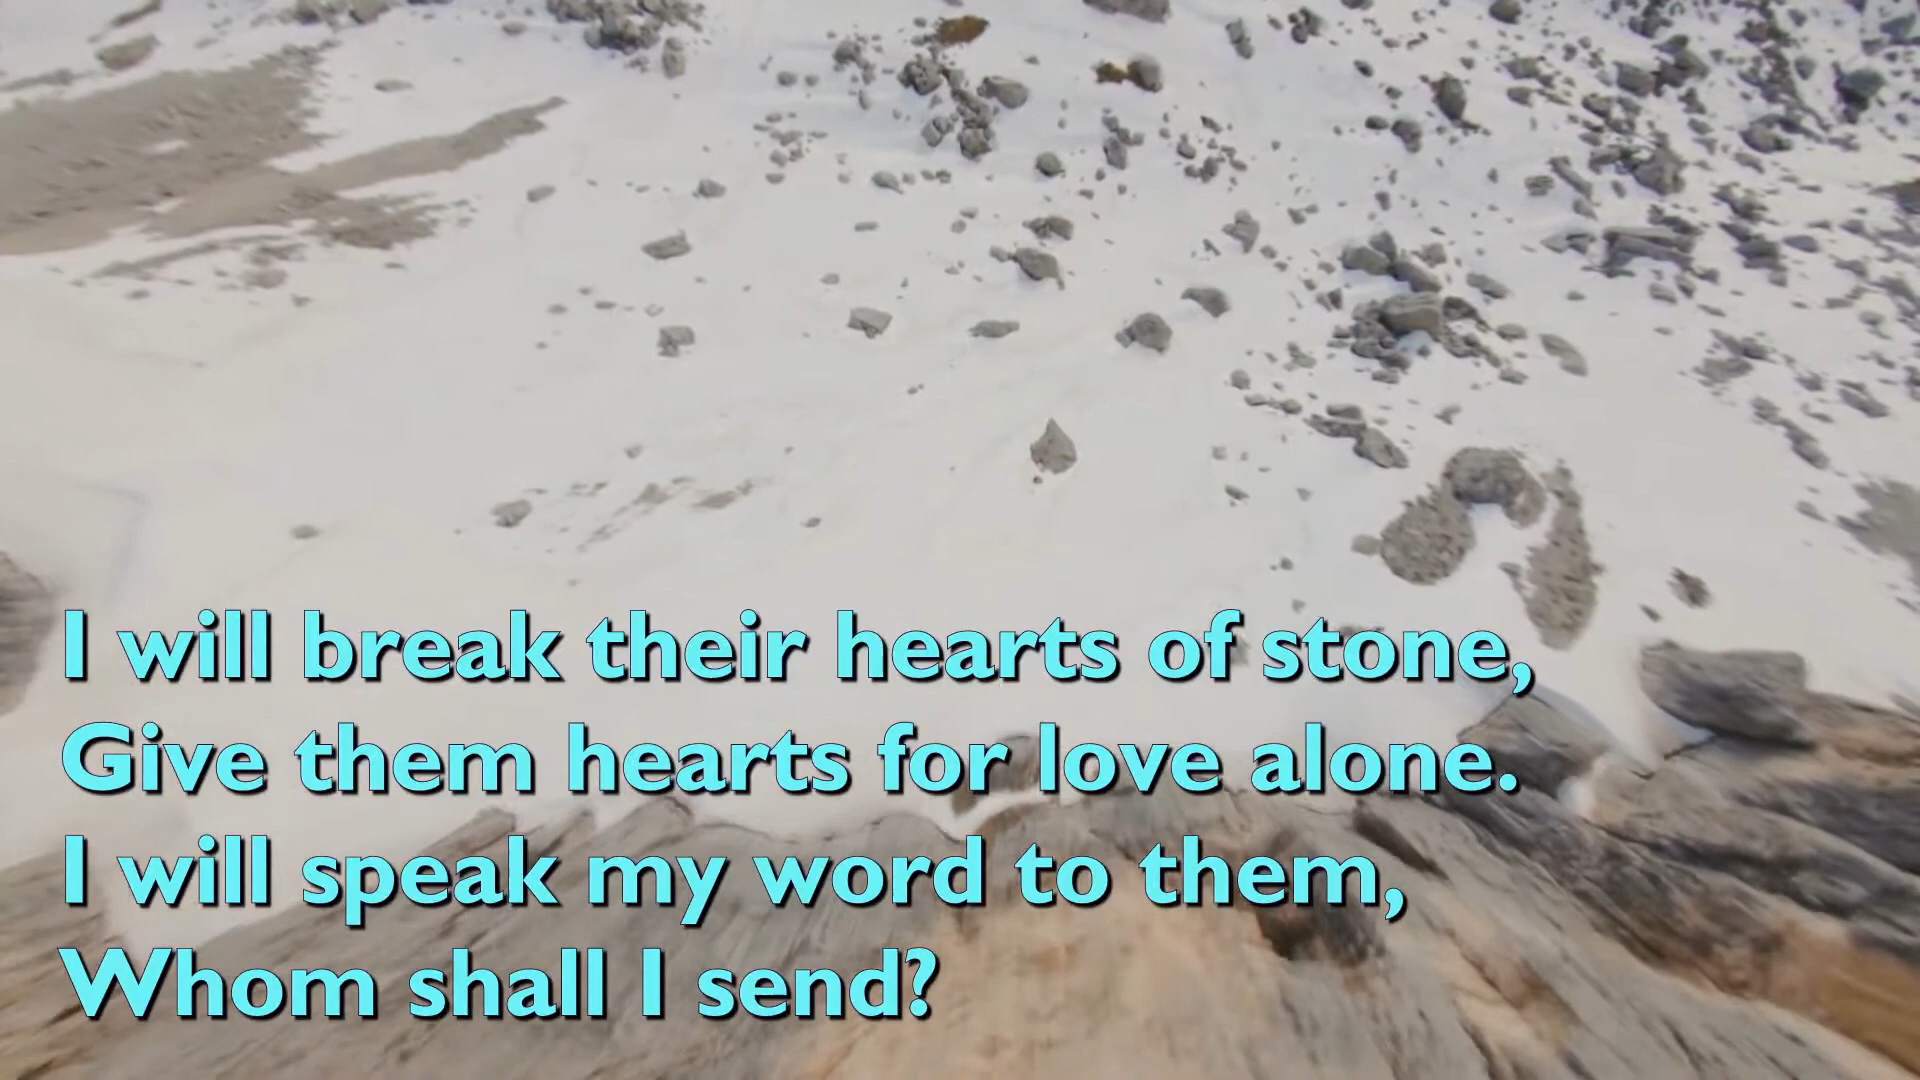 I will break their hearts of stone,
Give them hearts for love alone.
I will speak my word to them,
Whom shall I send?